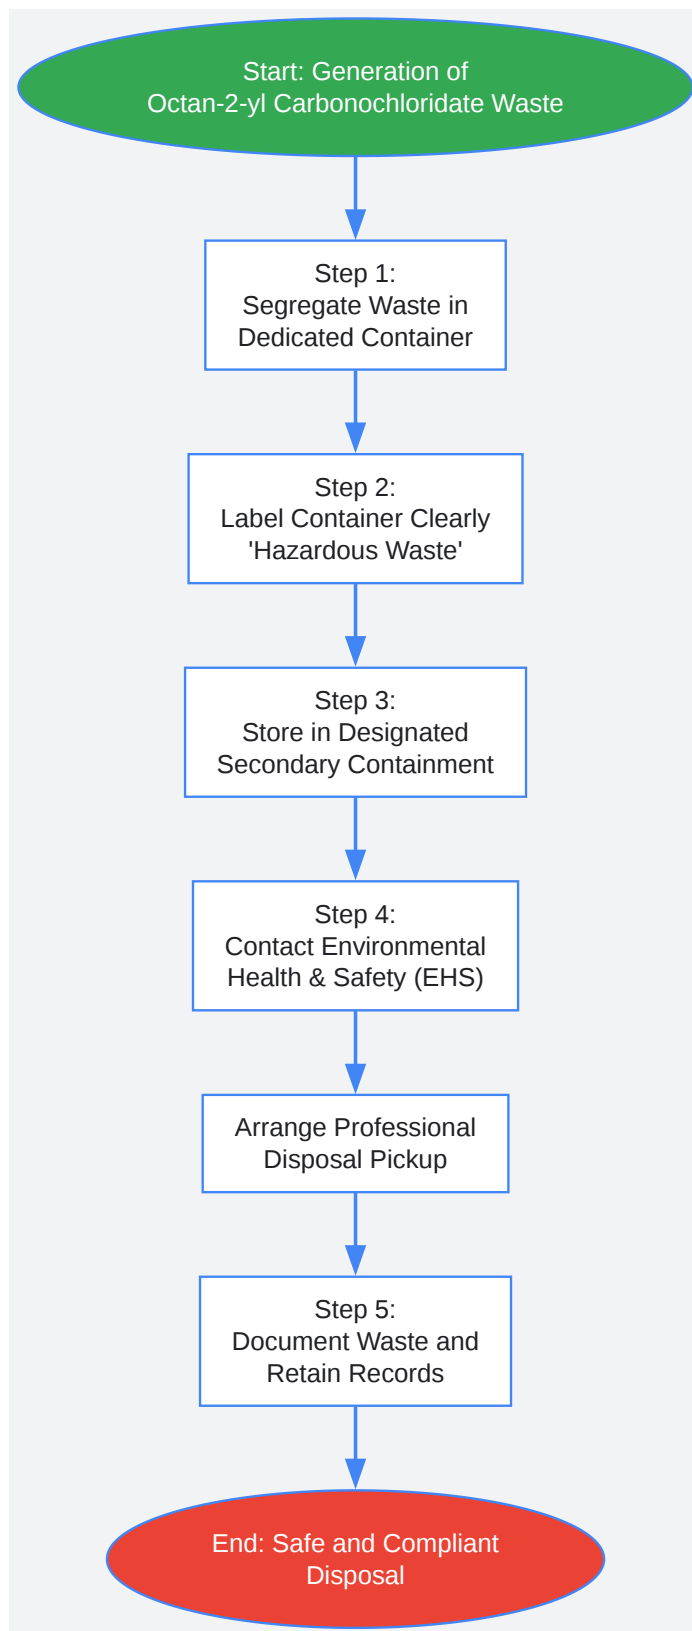 Start: Generation of
Octan-2-yl Carbonochloridate Waste
Step 1:
Segregate Waste in
Dedicated Container
Step 2:
Label Container Clearly
'Hazardous Waste'
Step 3:
Store in Designated
Secondary Containment
Step 4:
Contact Environmental
Health & Safety (EHS)
Arrange Professional
Disposal Pickup
Step 5:
Document Waste and
Retain Records
End: Safe and Compliant
Disposal